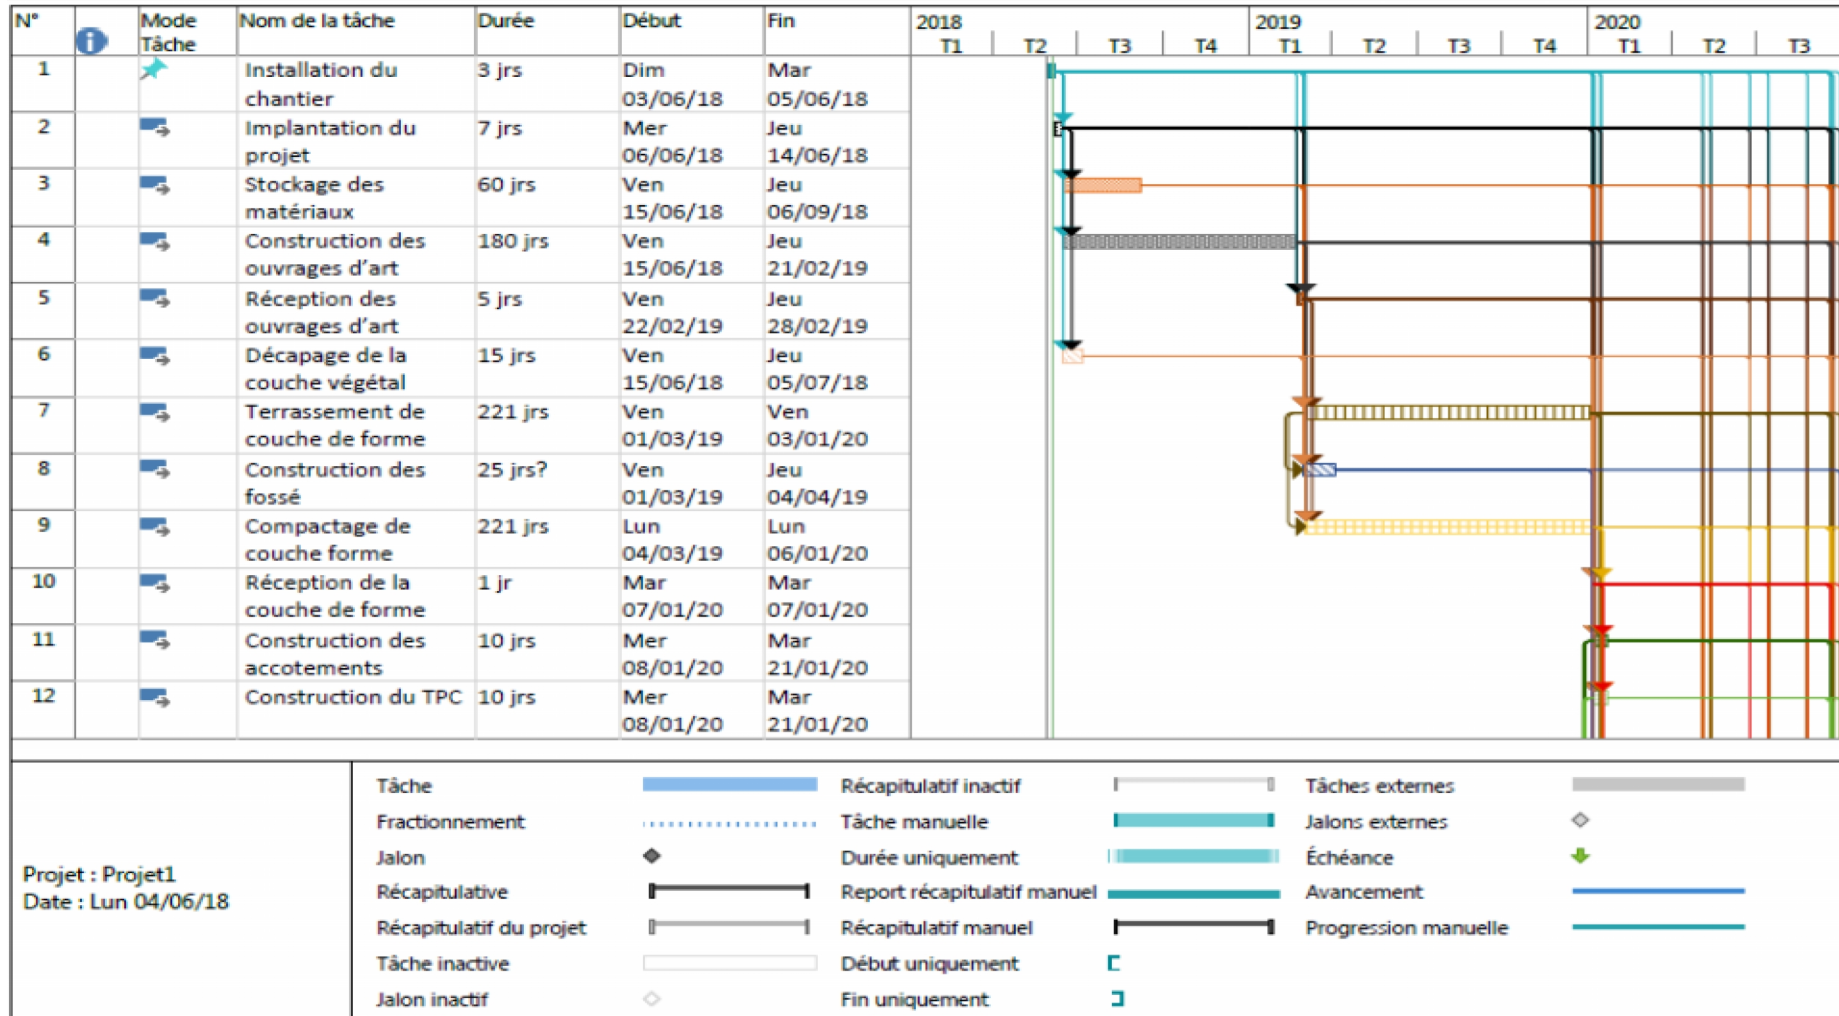 N° Mode Nom de la tâche Durée Début Fin 2018 2019 2020
Tâche T1 T2 T3 T4 T1 T2 T3 T4 T1 T2 T3
1 Installation du 3 jrs Dim Mar
chantier 03/06/18 05/06/18
2 Implantation du 7 jrs Mer Jeu
projet 06/06/18 14/06/18
3 Stockage des 60 jrs Ven Jeu
matériaux 15/06/18 06/09/18
4 Construction des 180 jrs Ven Jeu
ouvrages d’art 15/06/18 21/02/19
5 Réception des 5 jrs Ven Jeu
ouvrages d’art 22/02/19 28/02/19
6 Décapage de la 15 jrs Ven Jeu
couche végétal 15/06/18 05/07/18
7 Terrassement de 221 jrs Ven Ven
couche de forme 01/03/19 03/01/20
8 Construction des 25 jrs? Ven Jeu
fossé 01/03/19 04/04/19
9 Compactage de 221 jrs Lun Lun
couche forme 04/03/19 06/01/20
10 Réception de la 1 jr Mar Mar
couche de forme 07/01/20 07/01/20
11 Construction des 10 jrs Mer Mar
accotements 08/01/20 21/01/20
12 Construction du TPC 10 jrs Mer Mar
08/01/20 21/01/20
Projet : Projet1
Date : Lun 04/06/18
Tâche Récapitulatif inactif Tâches externes
Fractionnement Tâche manuelle Jalons externes
Jalon Durée uniquement Échéance
Récapitulative Report récapitulatif manuel Avancement
Récapitulatif du projet Récapitulatif manuel Progression manuelle
Tâche inactive Début uniquement
Jalon inactif Fin uniquement